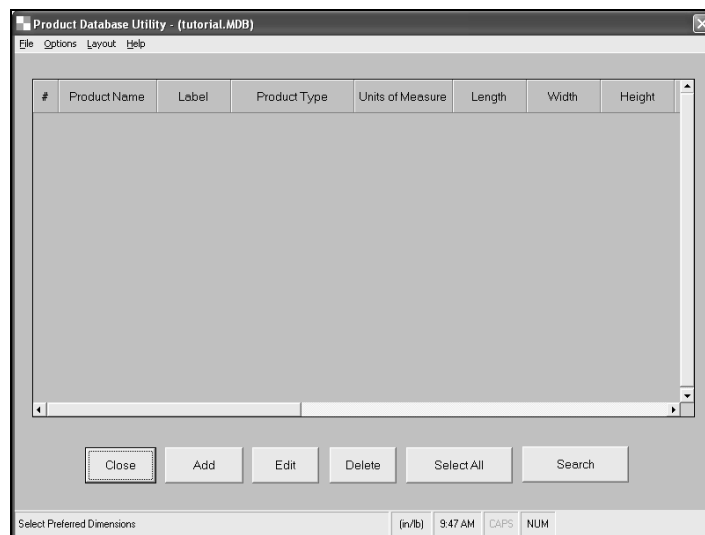 Product Database Utility - (tutorial.MDB)
File Options Layout Help
# Product Name Label Product Type Units of Measure Length Width Height
Close Add Edit Delete Select All Search
Select Preferred Dimensions (in/lb) 9:47 AM CAPS NUM